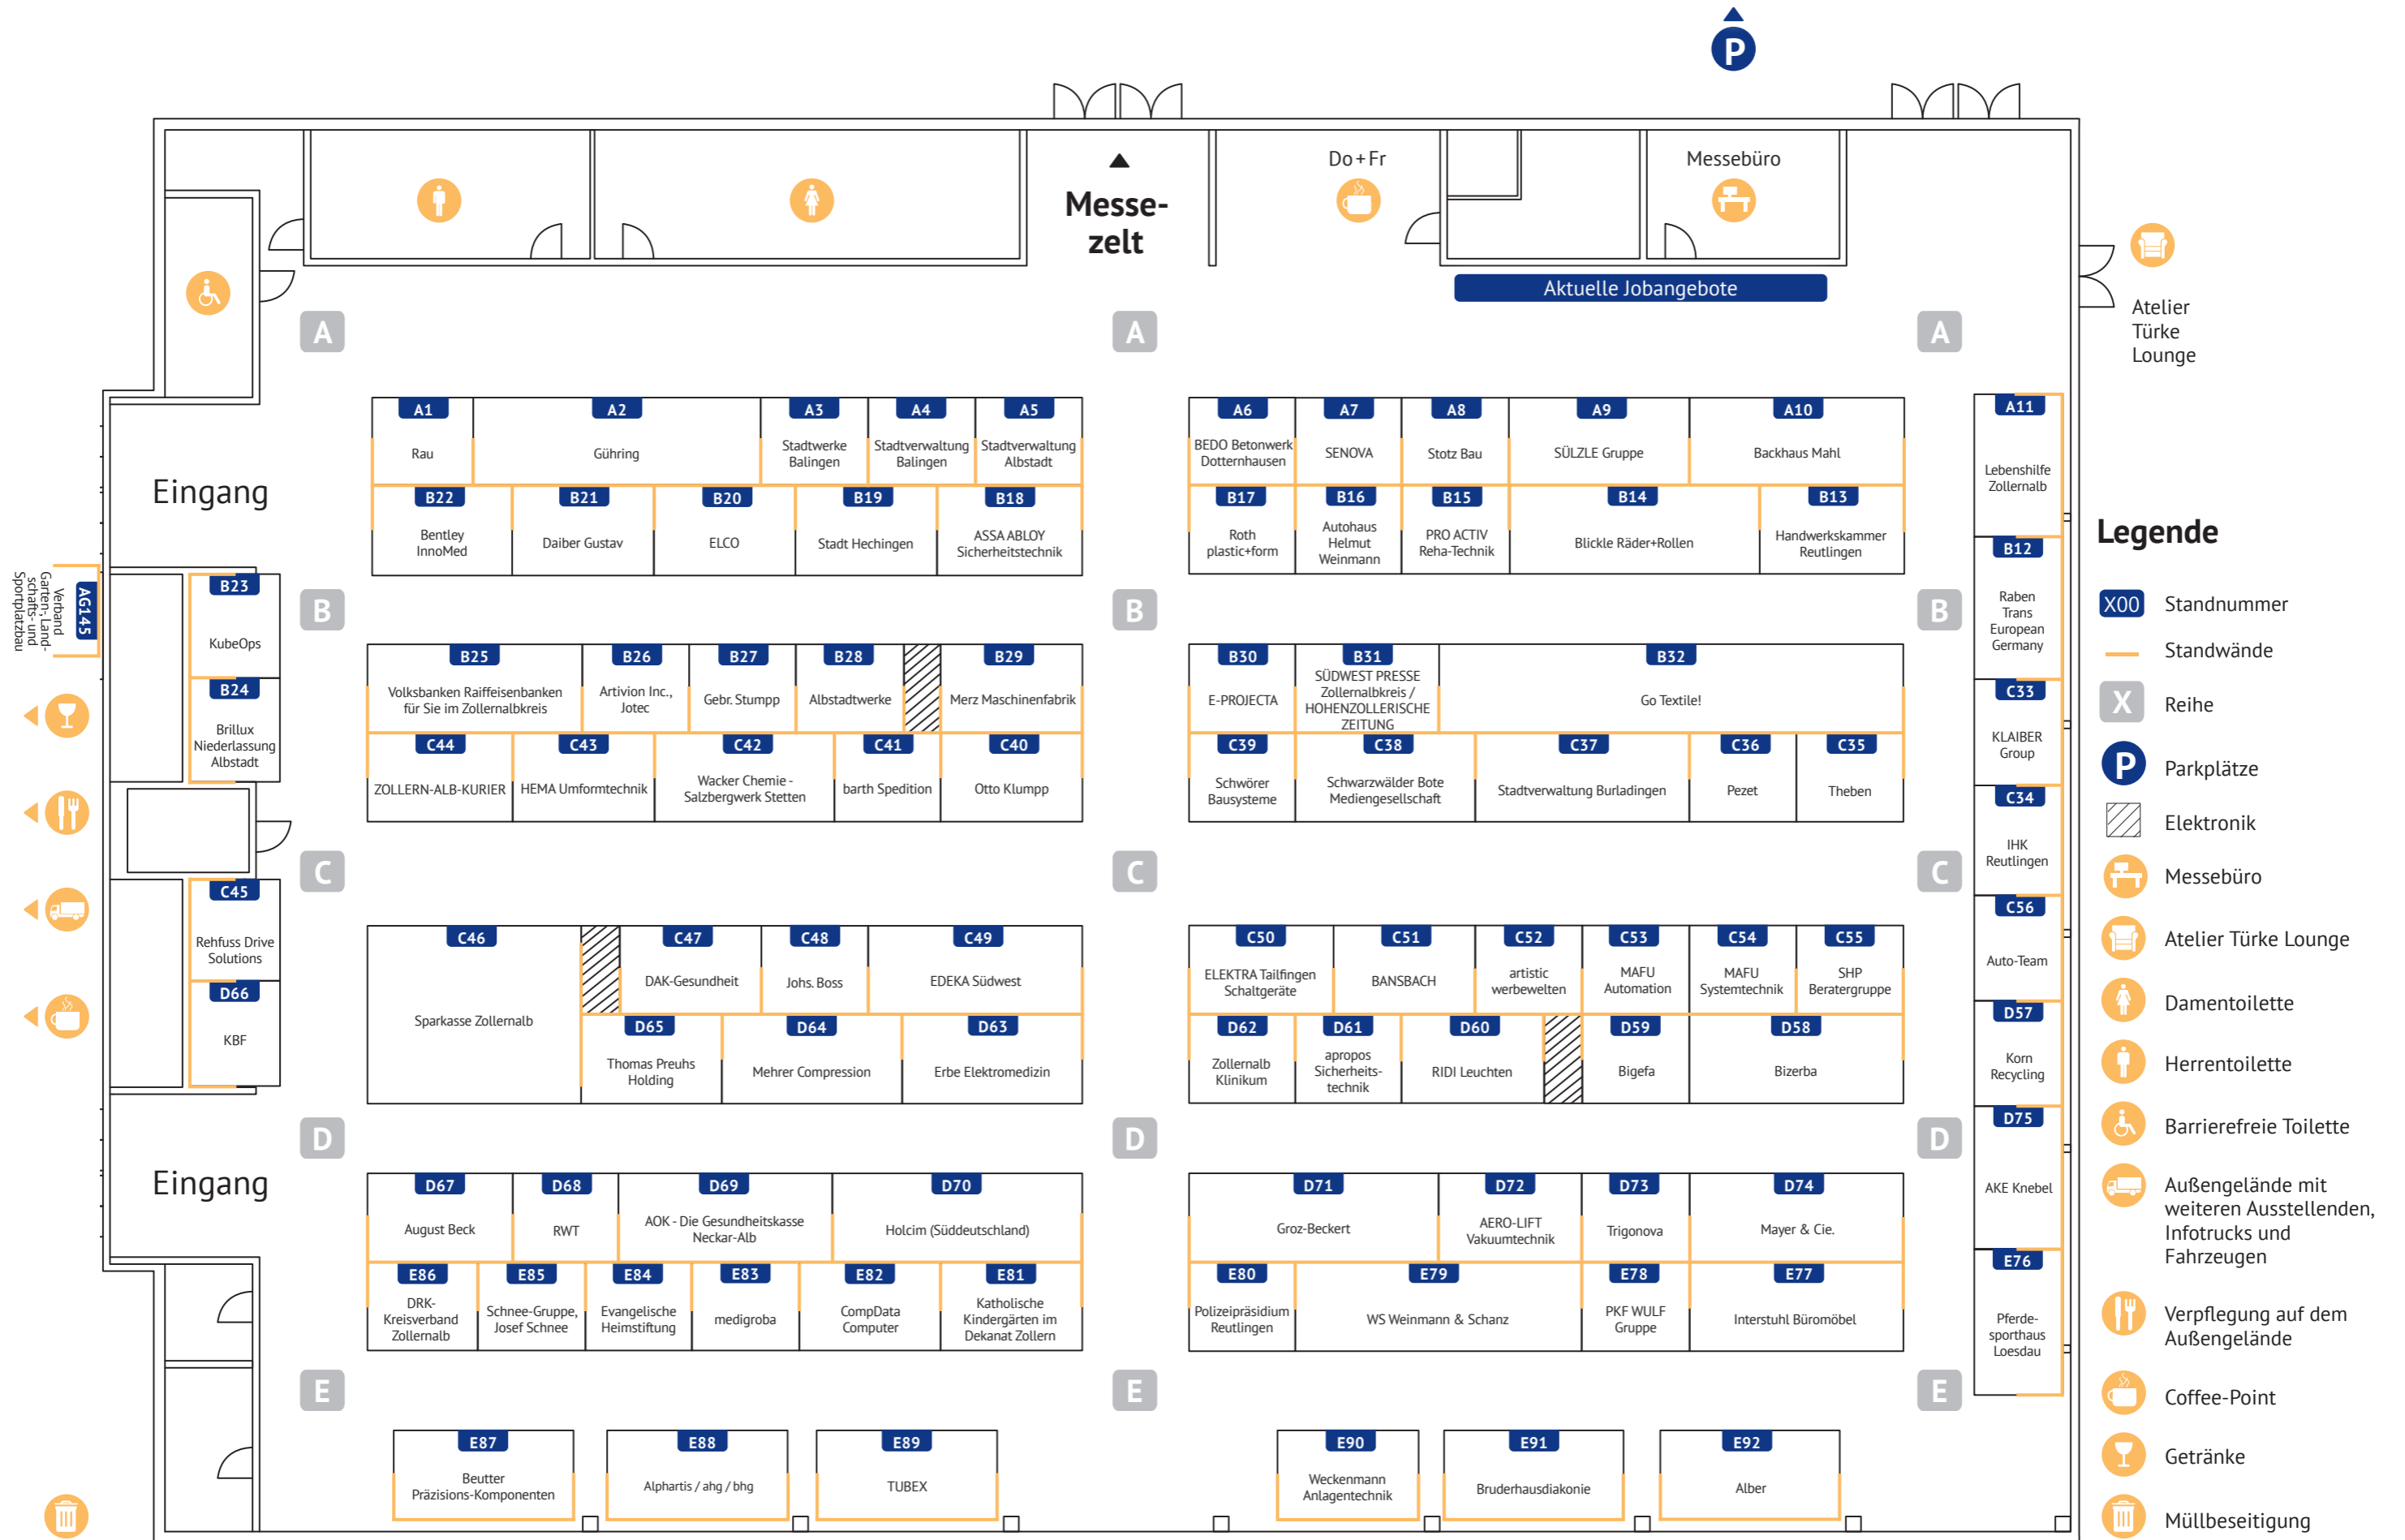 P
Do + Fr
Messebüro
Messe-
zelt
Aktuelle Jobangebote
Atelier
Türke
Lounge
A
A
A
A1
Rau
A2
Gühring
A3
Stadtwerke
Balingen
A4
Stadtverwaltung
Balingen
A5
Stadtverwaltung
Albstadt
A6
BEDO Betonwerk
Dotternhausen
A7
SENOVA
A8
Stotz Bau
A9
SÜLZLE Gruppe
A10
Backhaus Mahl
A11
Lebenshilfe
Zollernalb
Eingang
B22
Bentley
InnoMed
B21
Daiber Gustav
B20
ELCO
B19
Stadt Hechingen
B18
ASSA ABLOY
Sicherheitstechnik
B17
Roth
plastic+form
B16
Autohaus
Helmut
Weinmann
B15
PRO ACTIV
Reha-Technik
B14
Blickle Räder+Rollen
B13
Handwerkskammer
Reutlingen
B12
Raben
Trans
European
Germany
AG145
Verband
Garten-, Land-
schafts- und
Sportplatzbau
B23
KubeOps
B24
Brillux
Niederlassung
Albstadt
B
B
B
B25
Volksbanken Raiffeisenbanken
für Sie im Zollernalbkreis
B26
Artivion Inc.,
Jotec
B27
Gebr. Stumpp
B28
Albstadtwerke
B29
Merz Maschinenfabrik
B30
E-PROJECTA
B31
SÜDWEST PRESSE
Zollernalbkreis /
HOHENZOLLERISCHE
ZEITUNG
B32
Go Textile!
C33
KLAIBER
Group
C44
ZOLLERN-ALB-KURIER
C43
HEMA Umformtechnik
C42
Wacker Chemie -
Salzbergwerk Stetten
C41
barth Spedition
C40
Otto Klumpp
C39
Schwörer
Bausysteme
C38
Schwarzwälder Bote
Mediengesellschaft
C37
Stadtverwaltung Burladingen
C36
Pezet
C35
Theben
C34
IHK
Reutlingen
C
C
C
C45
Rehfuss Drive
Solutions
D66
KBF
C46
Sparkasse Zollernalb
C47
DAK-Gesundheit
C48
Johs. Boss
C49
EDEKA Südwest
C50
ELEKTRA Tailfingen
Schaltgeräte
C51
BANSBACH
C52
artistic
werbewelten
C53
MAFU
Automation
C54
MAFU
Systemtechnik
C55
SHP
Beratergruppe
C56
Auto-Team
D65
Thomas Preuhs
Holding
D64
Mehrer Compression
D63
Erbe Elektromedizin
D62
Zollernalb
Klinikum
D61
apropos
Sicherheits-
technik
D60
RIDI Leuchten
D59
Bigefa
D58
Bizerba
D57
Korn
Recycling
D
D
D
Eingang
D67
August Beck
D68
RWT
D69
AOK - Die Gesundheitskasse
Neckar-Alb
D70
Holcim (Süddeutschland)
D71
Groz-Beckert
D72
AERO-LIFT
Vakuumtechnik
D73
Trigonova
D74
Mayer & Cie.
D75
AKE Knebel
E86
DRK-
Kreisverband
Zollernalb
E85
Schnee-Gruppe,
Josef Schnee
E84
Evangelische
Heimstiftung
E83
medigroba
E82
CompData
Computer
E81
Katholische
Kindergärten im
Dekanat Zollern
E80
Polizeipräsidium
Reutlingen
E79
WS Weinmann & Schanz
E78
PKF WULF
Gruppe
E77
Interstuhl Büromöbel
E76
Pferde-
sporthaus
Loesdau
E
E
E
E87
Beutter
Präzisions-Komponenten
E88
Alphartis / ahg / bhg
E89
TUBEX
E90
Weckenmann
Anlagentechnik
E91
Bruderhausdiakonie
E92
Alber
Legende
X00 Standnummer
Standwände
X Reihe
P Parkplätze
Elektronik
Messebüro
Atelier Türke Lounge
Damentoilette
Herrentoilette
Barrierefreie Toilette
Außengelände mit
weiteren Ausstellenden,
Infotrucks und
Fahrzeugen
Verpflegung auf dem
Außengelände
Coffee-Point
Getränke
Müllbeseitigung